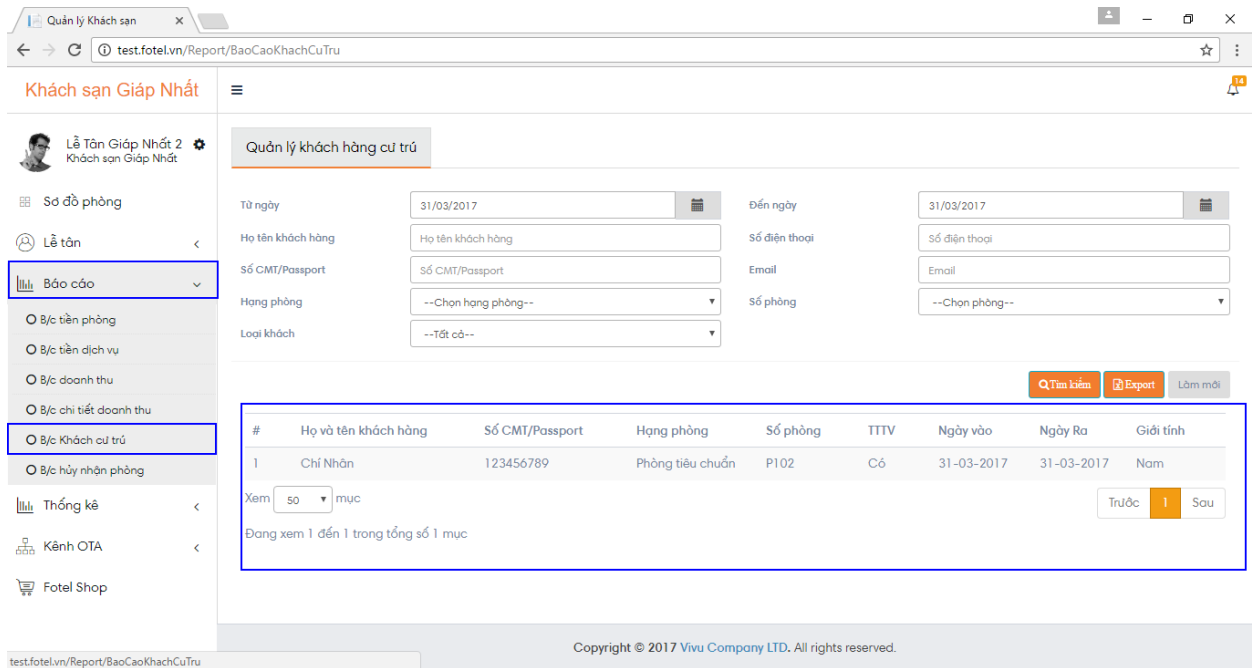 Quản lý Khách sạn
test.fotel.vn/Report/BaoCaoKhachCuTru
Khách sạn Giáp Nhất
14
Lễ Tân Giáp Nhất 2
Khách sạn Giáp Nhất
Sơ đồ phòng
Lễ tân
Báo cáo
B/c tiền phòng
B/c tiền dịch vụ
B/c doanh thu
B/c chi tiết doanh thu
B/c Khách cư trú
B/c hủy nhận phòng
Thống kê
Kênh OTA
Fotel Shop
Quản lý khách hàng cư trú
Từ ngày 31/03/2017 Đến ngày 31/03/2017
Họ tên khách hàng Họ tên khách hàng Số điện thoại Số điện thoại
Số CMT/Passport Số CMT/Passport Email Email
Hạng phòng --Chọn hạng phòng-- Số phòng --Chọn phòng--
Loại khách --Tất cả--
Tìm kiếm Export Làm mới
# Họ và tên khách hàng Số CMT/Passport Hạng phòng Số phòng TTTV Ngày vào Ngày Ra Giới tính
1 Chí Nhân 123456789 Phòng tiêu chuẩn P102 Có 31-03-2017 31-03-2017 Nam
Xem 50 mục Trước 1 Sau
Đang xem 1 đến 1 trong tổng số 1 mục
Copyright © 2017 Vivu Company LTD. All rights reserved.
test.fotel.vn/Report/BaoCaoKhachCuTru